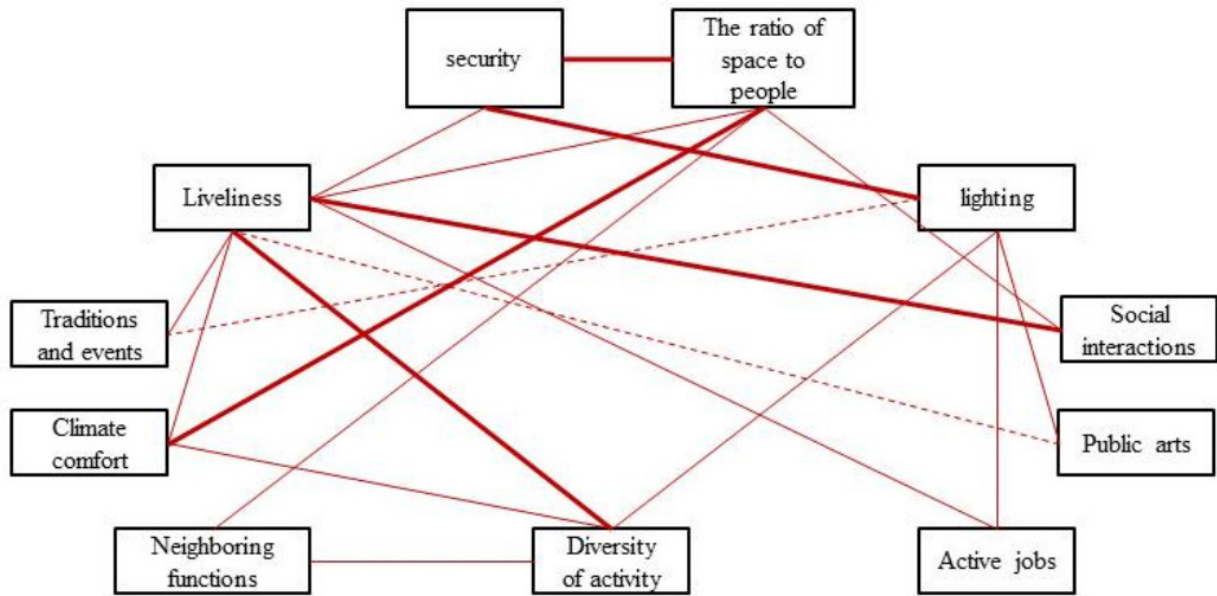 security
The ratio of
space to
people
Liveliness
lighting
Traditions
and events
Social
interactions
Climate
comfort
Public arts
Neighboring
functions
Diversity
of activity
Active jobs